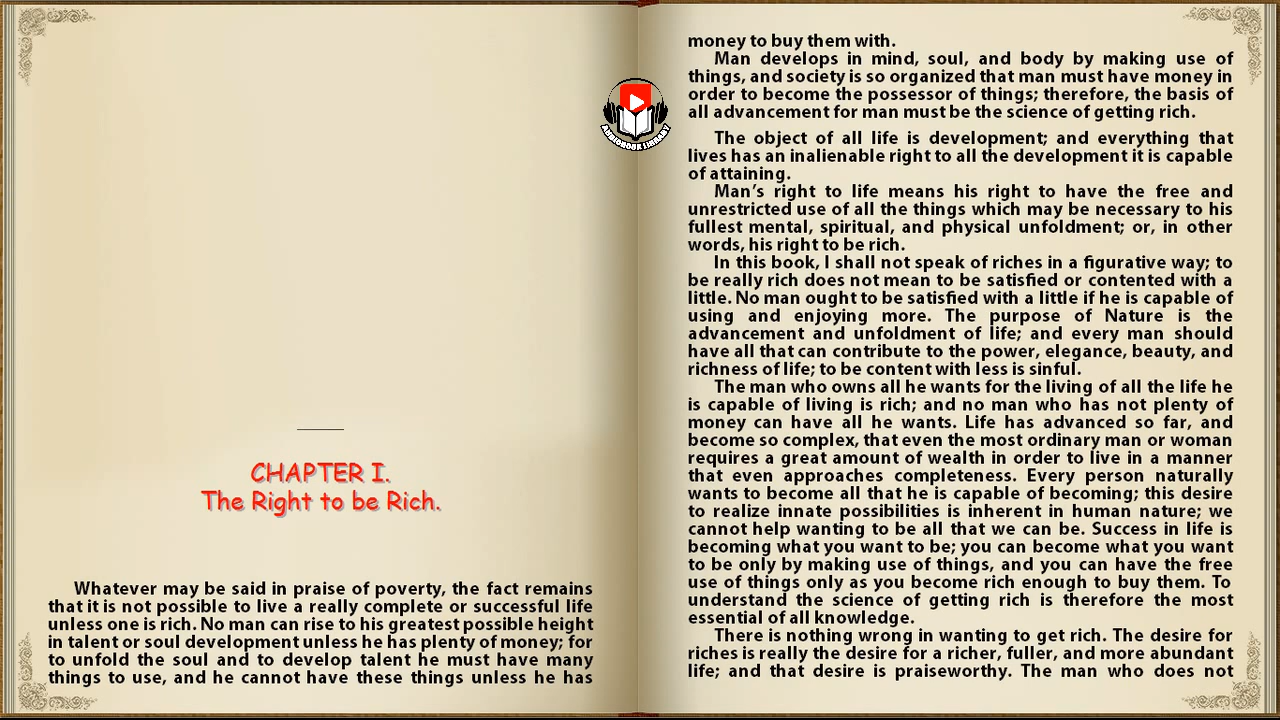 CHAPTER I.
The Right to be Rich.
Whatever may be said in praise of poverty, the fact remains
that it is not possible to live a really complete or successful life
unless one is rich. No man can rise to his greatest possible height
in talent or soul development unless he has plenty of money; for
to unfold the soul and to develop talent he must have many
things to use, and he cannot have these things unless he has
money to buy them with.
Man develops in mind, soul, and body by making use of
things, and society is so organized that man must have money in
order to become the possessor of things; therefore, the basis of
all advancement for man must be the science of getting rich.
The object of all life is development; and everything that
lives has an inalienable right to all the development it is capable
of attaining.
Man’s right to life means his right to have the free and
unrestricted use of all the things which may be necessary to his
fullest mental, spiritual, and physical unfoldment; or, in other
words, his right to be rich.
In this book, I shall not speak of riches in a figurative way; to
be really rich does not mean to be satisfied or contented with a
little. No man ought to be satisfied with a little if he is capable of
using and enjoying more. The purpose of Nature is the
advancement and unfoldment of life; and every man should
have all that can contribute to the power, elegance, beauty, and
richness of life; to be content with less is sinful.
The man who owns all he wants for the living of all the life he
is capable of living is rich; and no man who has not plenty of
money can have all he wants. Life has advanced so far, and
become so complex, that even the most ordinary man or woman
requires a great amount of wealth in order to live in a manner
that even approaches completeness. Every person naturally
wants to become all that he is capable of becoming; this desire
to realize innate possibilities is inherent in human nature; we
cannot help wanting to be all that we can be. Success in life is
becoming what you want to be; you can become what you want
to be only by making use of things, and you can have the free
use of things only as you become rich enough to buy them. To
understand the science of getting rich is therefore the most
essential of all knowledge.
There is nothing wrong in wanting to get rich. The desire for
riches is really the desire for a richer, fuller, and more abundant
life; and that desire is praiseworthy. The man who does not
AUDIOBOOK LIBRARY